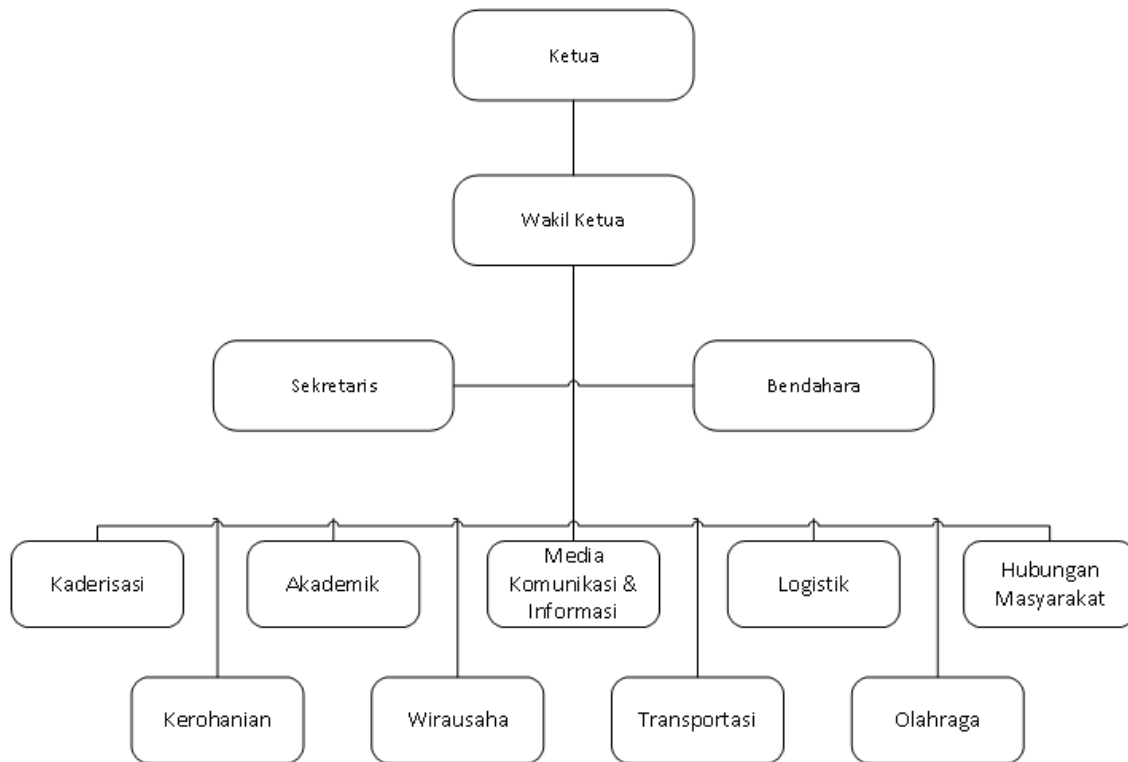 Ketua
Wakil Ketua
Sekretaris
Bendahara
Kaderisasi
Akademik
Media
Komunikasi &
Informasi
Logistik
Hubungan
Masyarakat
Kerohanian
Wirausaha
Transportasi
Olahraga